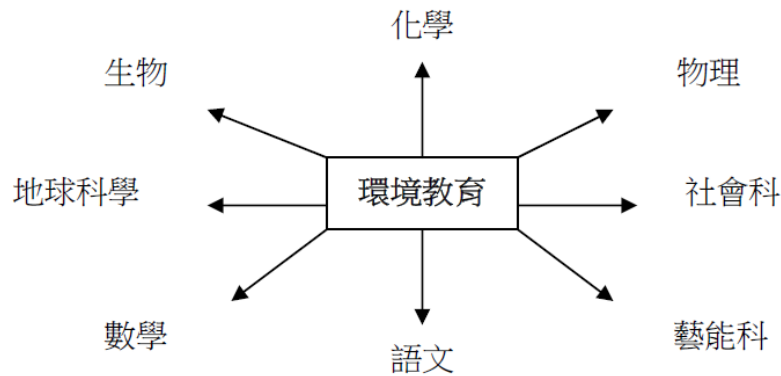 化學
生物
物理
地球科學
環境教育
社會科
數學
語文
藝能科